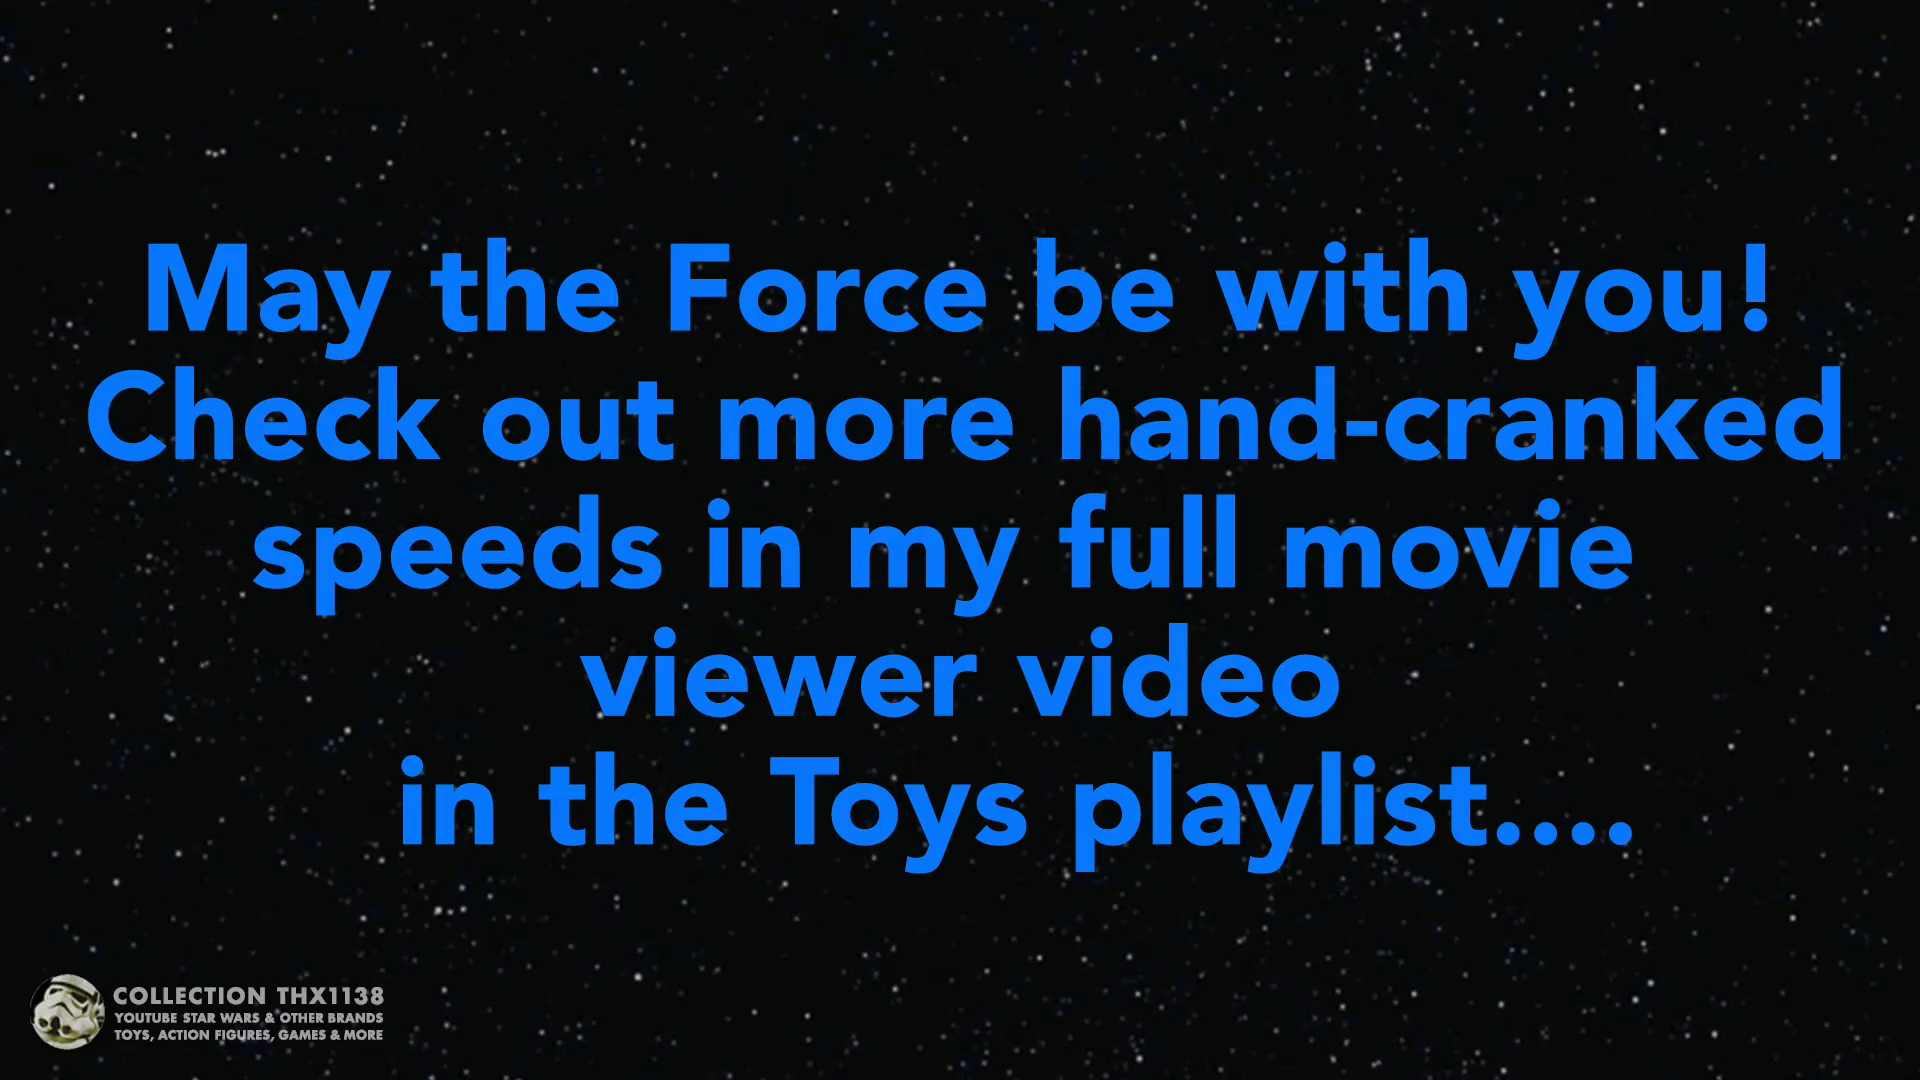 May the Force be with you!
Check out more hand-cranked
speeds in my full movie
viewer video
in the Toys playlist....
COLLECTION THX1138
YOUTUBE STAR WARS & OTHER BRANDS
TOYS, ACTION FIGURES, GAMES & MORE